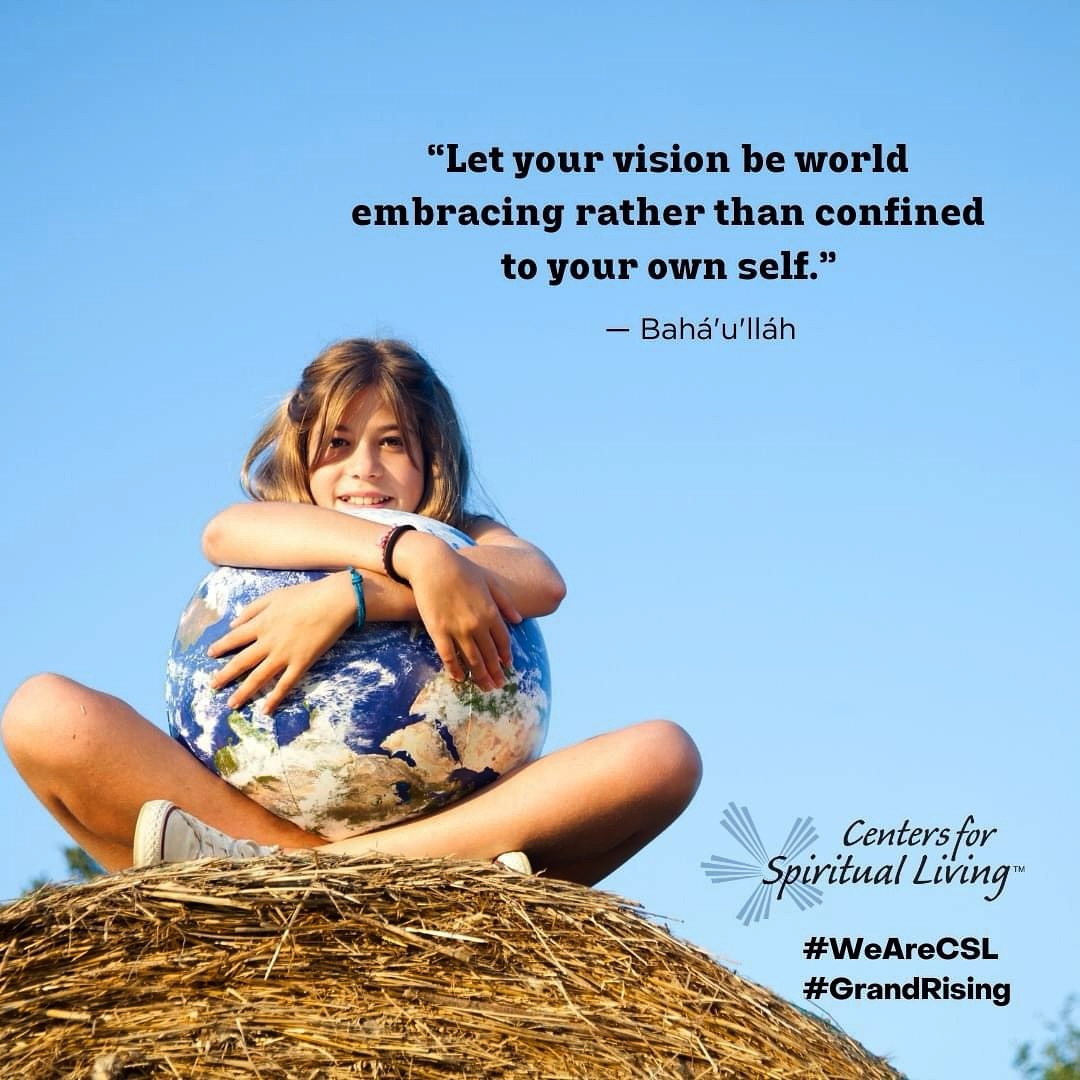 “Let your vision be world
embracing rather than confined
to your own self.”
— Bahá'u'lláh
Centers for
Spiritual Living™
#WeAreCSL
#GrandRising